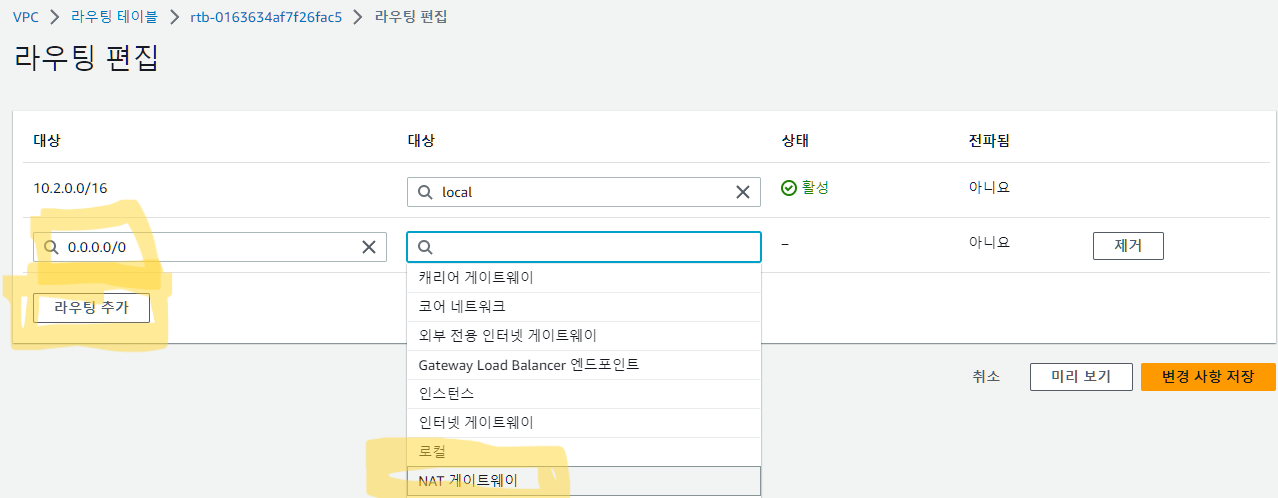 VPC > 라우팅 테이블 > rtb-0163634af7f26fac5 > 라우팅 편집
라우팅 편집
대상 대상 상태 전파됨
10.2.0.0/16 local 활성 아니요
0.0.0.0/0 – 아니요 제거
캐리어 게이트웨이
코어 네트워크
라우팅 추가
외부 전용 인터넷 게이트웨이
Gateway Load Balancer 엔드포인트
취소 미리 보기 변경 사항 저장
인스턴스
인터넷 게이트웨이
로컬
NAT 게이트웨이